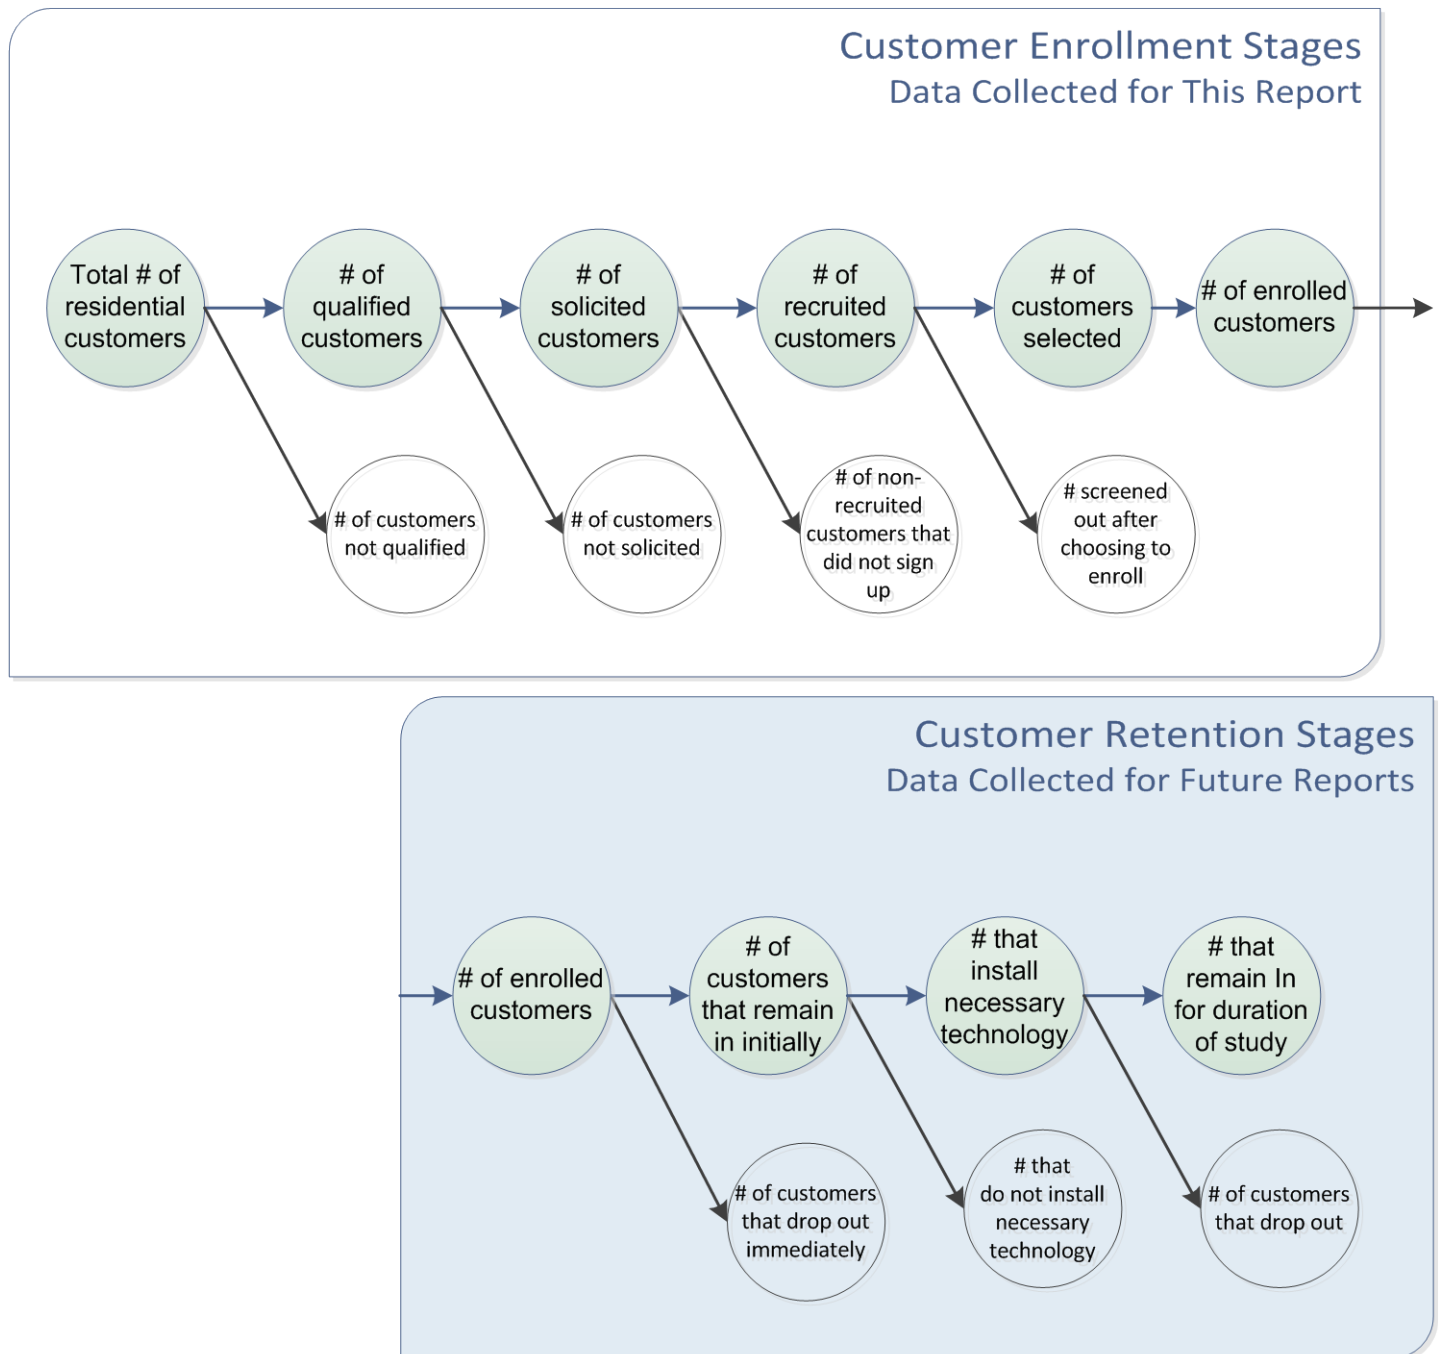 Customer Enrollment Stages
Data Collected for This Report
Total # of
residential
customers
# of
qualified
customers
# of
solicited
customers
# of
recruited
customers
# of
customers
selected
# of enrolled
customers
# of customers
not qualified
# of customers
not solicited
# of non-
recruited
customers that
did not sign
up
# screened
out after
choosing to
enroll
Customer Retention Stages
Data Collected for Future Reports
# of enrolled
customers
# of
customers
that remain
in initially
# that
install
necessary
technology
# that
remain In
for duration
of study
# of customers
that drop out
immediately
# that
do not install
necessary
technology
# of customers
that drop out